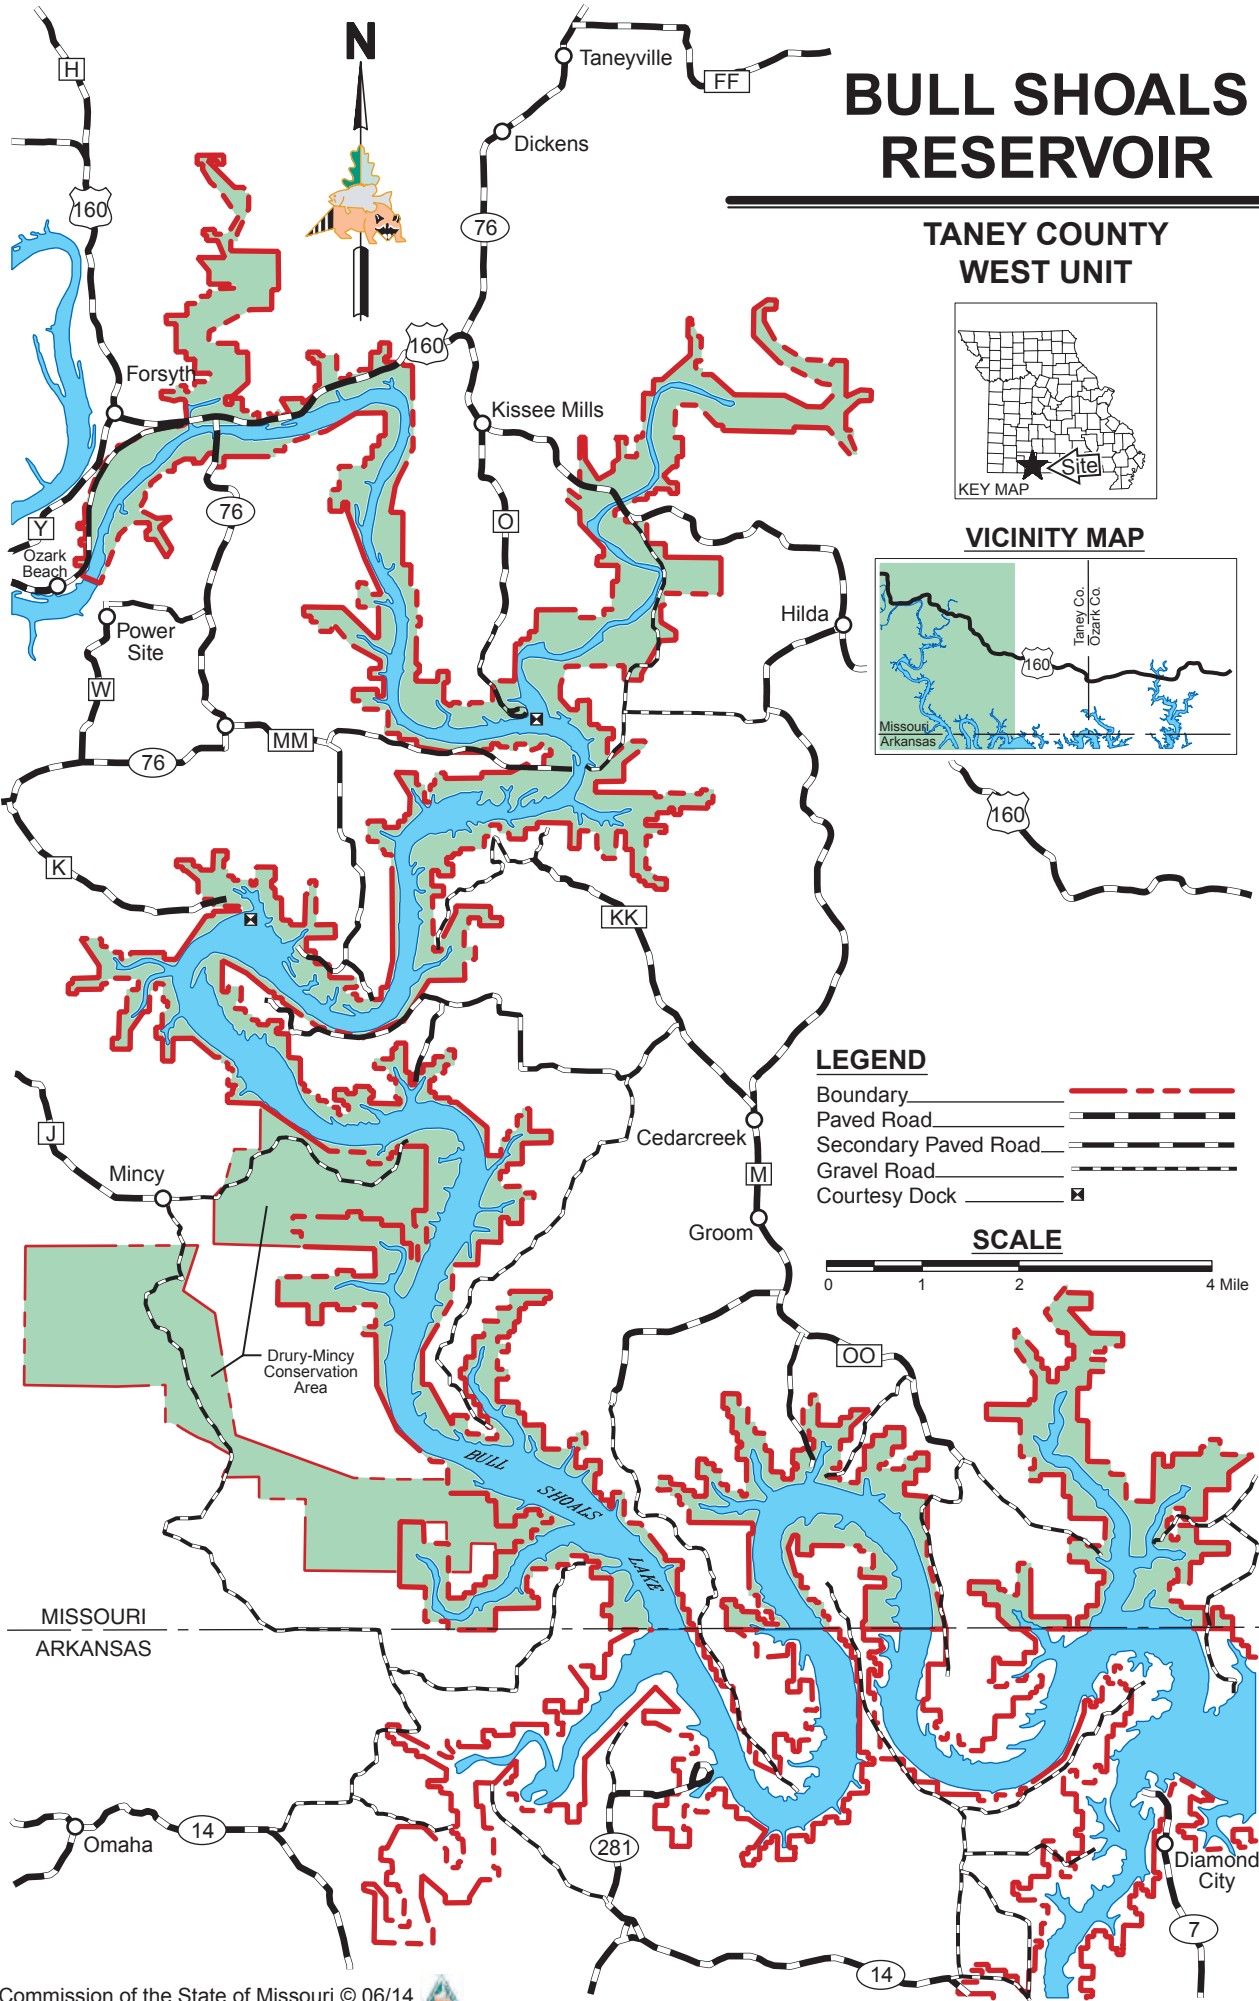 BULL SHOALS
RESERVOIR
TANEY COUNTY
WEST UNIT
N
H
160
Taneyville
FF
Dickens
76
160
Forsyth
Kissee Mills
Site
KEY MAP
76
O
Y
Ozark
Beach
VICINITY MAP
Taney Co.
Ozark Co.
160
Missouri
Arkansas
Hilda
Power
Site
W
MM
76
160
K
KK
LEGEND
Boundary
Paved Road
Secondary Paved Road
Gravel Road
Courtesy Dock
J
Cedarcreek
Mincy
M
Groom
SCALE
0 1 2 4 Mile
OO
Drury-Mincy
Conservation
Area
BULL
SHOALS
LAKE
MISSOURI
ARKANSAS
Omaha
14
281
Diamond
City
7
14
Commission of the State of Missouri © 06/14